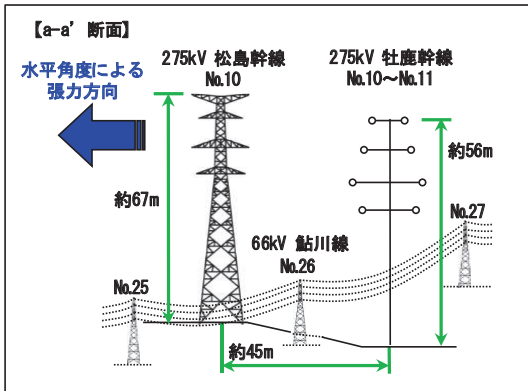 【a-a’ 断面】
水平角度による
張力方向
275kV 松島幹線
No.10
275kV 牡鹿幹線
No.10～No.11
約67m
約56m
66kV 鮎川線
No.26
No.27
No.25
約45m